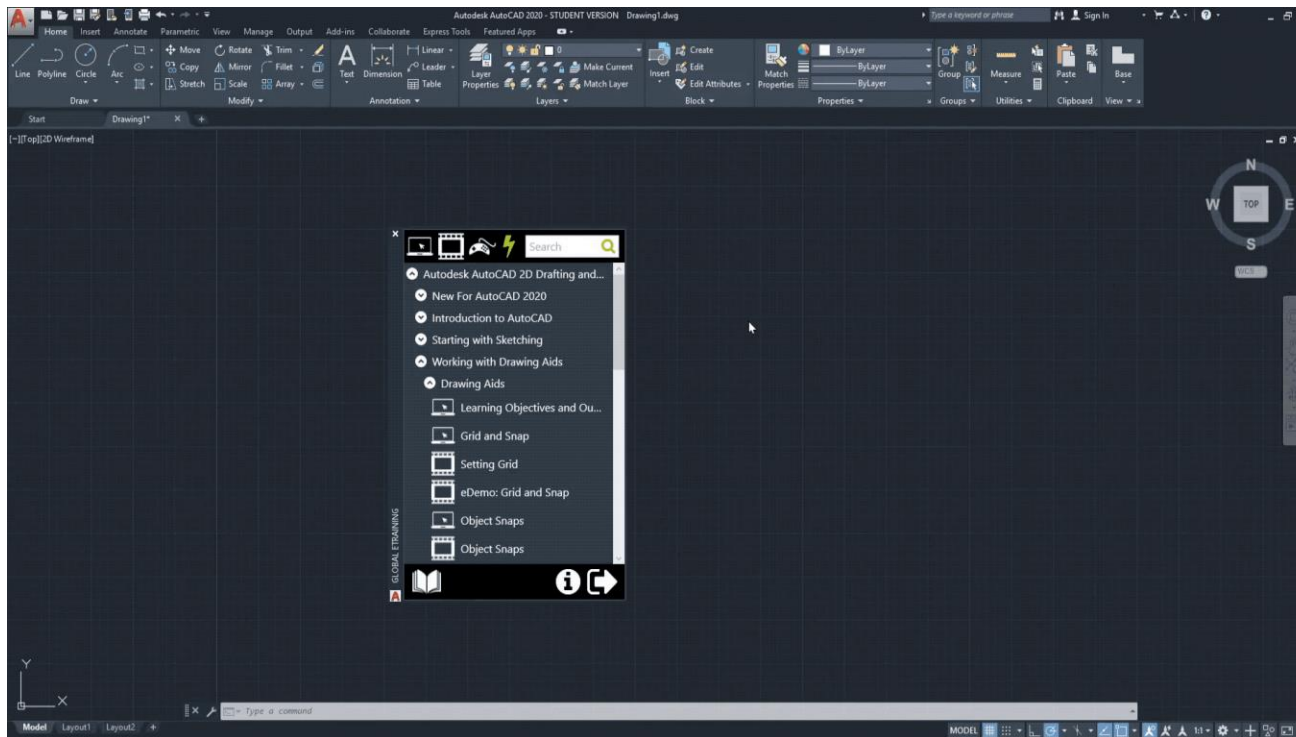 Autodesk AutoCAD 2020 - STUDENT VERSION Drawing1.dwg
Type a keyword or phrase
Sign In
Home Insert Annotate Parametric View Manage Output Add-ins Collaborate Express Tools Featured Apps
Move Rotate Trim Linear 0 Create ByLayer
Copy Mirror Fillet Leader Make Current Edit ByLayer
Stretch Scale Array Table Match Layer Edit Attributes ByLayer
Line Polyline Circle Arc Text Dimension Layer Properties Insert Match Properties Group Measure Paste Base
Draw Modify Annotation Layers Block Properties Groups Utilities Clipboard View
Start Drawing1*
[−][Top][2D Wireframe]
N
W TOP E
S
WCS
Search
Autodesk AutoCAD 2D Drafting and...
New For AutoCAD 2020
Introduction to AutoCAD
Starting with Sketching
Working with Drawing Aids
Drawing Aids
Learning Objectives and Ou...
Grid and Snap
Setting Grid
eDemo: Grid and Snap
Object Snaps
Object Snaps
GLOBAL ETRAINING
Y
X
Type a command
Model Layout1 Layout2 +
MODEL 1:1